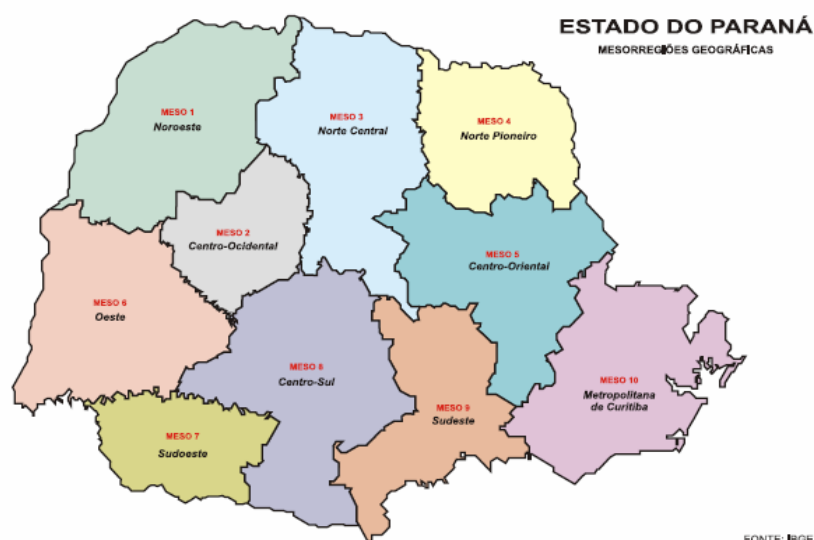 ESTADO DO PARANÁ
MESORREGIÕES GEOGRÁFICAS
MESO 1
Noroeste
MESO 3
Norte Central
MESO 4
Norte Pioneiro
MESO 2
Centro-Ocidental
MESO 5
Centro-Oriental
MESO 6
Oeste
MESO 8
Centro-Sul
MESO 10
Metropolitana
de Curitiba
MESO 9
Sudeste
MESO 7
Sudoeste
FONTE: IBGE